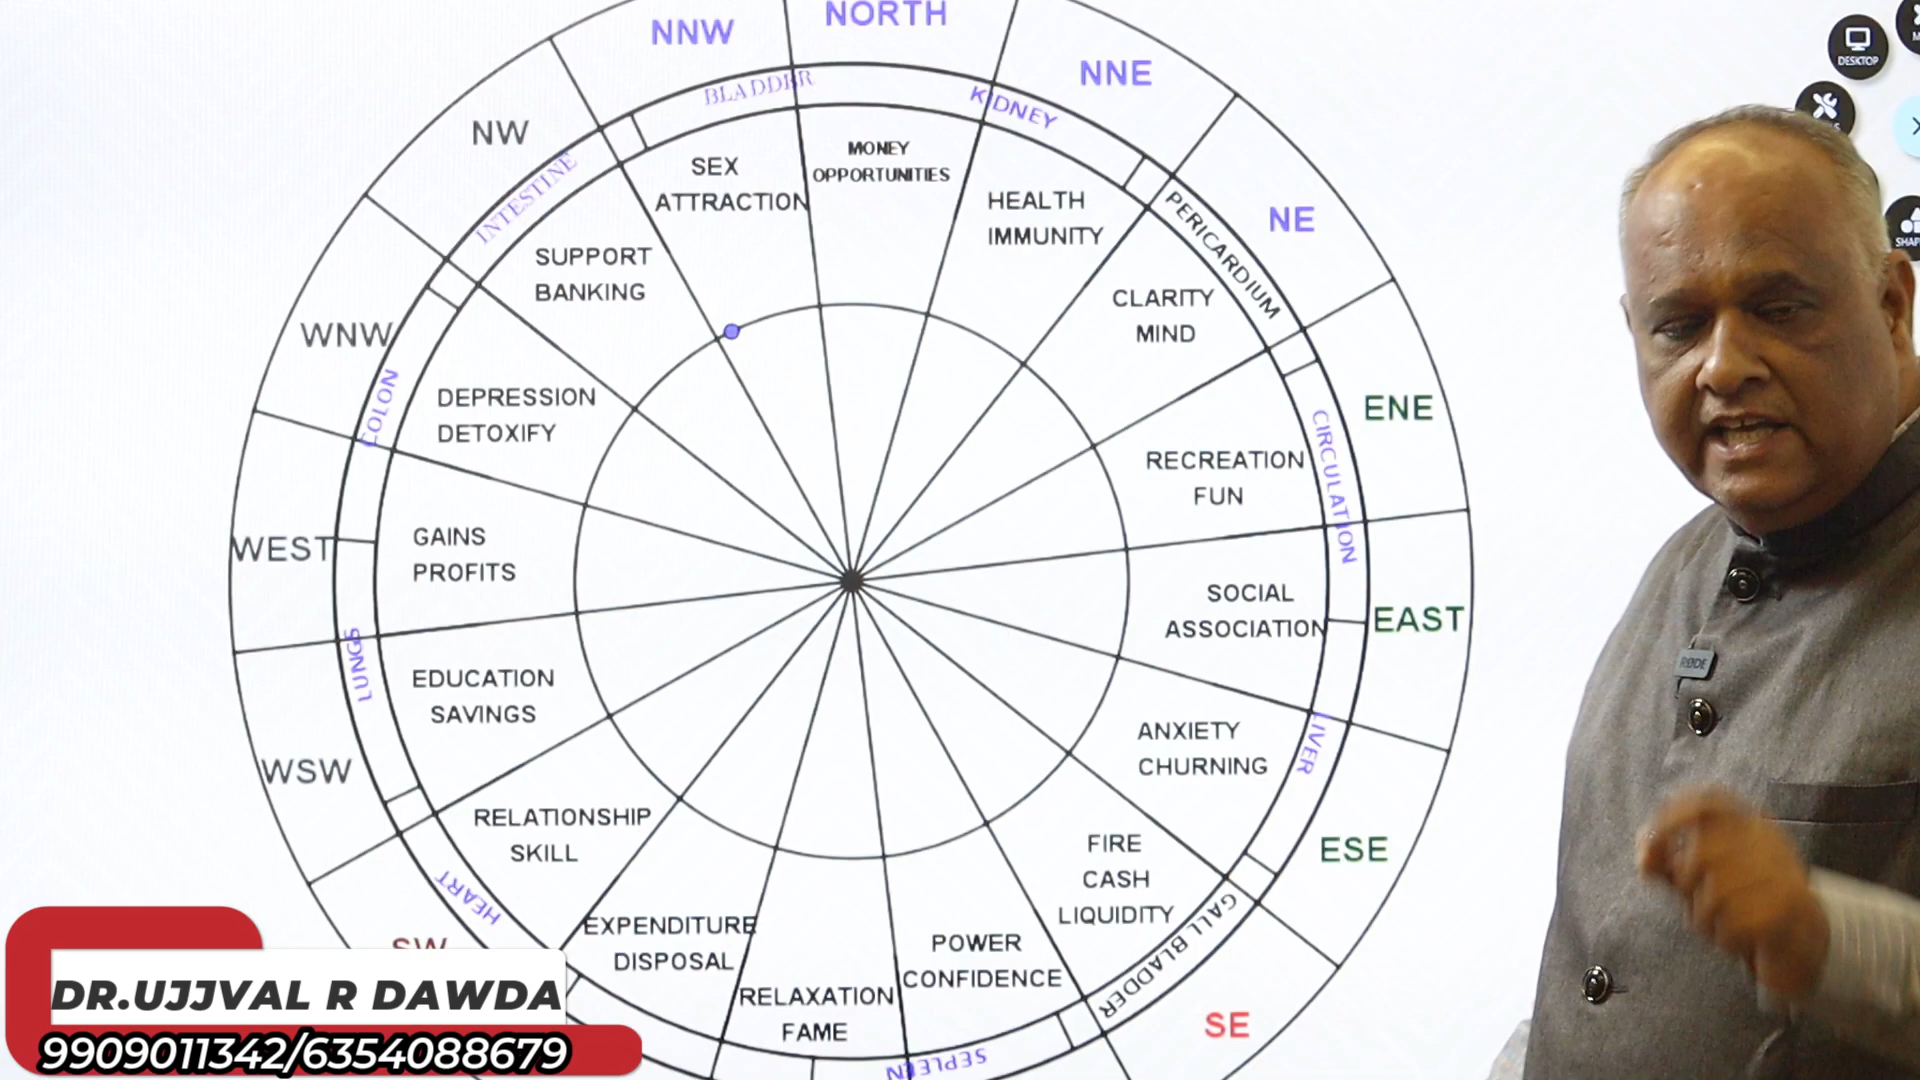 NORTH
NNW
NNE
NW
NE
WNW
ENE
WEST
EAST
WSW
ESE
SW
SE
BLADDER
KIDNEY
PERICARDIUM
CIRCULATION
LIVER
GALL BLADDER
SEPLEEN
HEART
LUNGS
COLON
INTESTINE
SEX
ATTRACTION
MONEY
OPPORTUNITIES
HEALTH
IMMUNITY
CLARITY
MIND
RECREATION
FUN
SOCIAL
ASSOCIATION
ANXIETY
CHURNING
FIRE
CASH
LIQUIDITY
POWER
CONFIDENCE
RELAXATION
FAME
EXPENDITURE
DISPOSAL
RELATIONSHIP
SKILL
EDUCATION
SAVINGS
GAINS
PROFITS
DEPRESSION
DETOXIFY
SUPPORT
BANKING
DESKTOP
RØDE
DR.UJJVAL R DAWDA
9909011342/6354088679